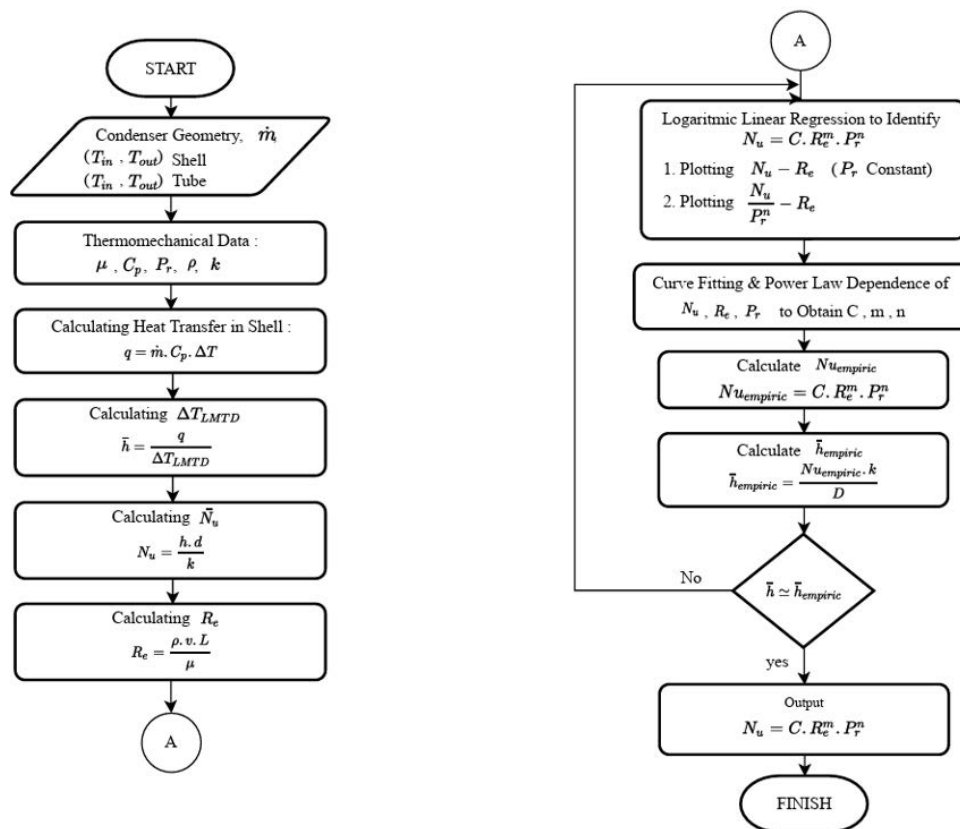 START
Condenser Geometry, ṁ,
(T_in , T_out) Shell
(T_in , T_out) Tube
Thermomechanical Data :
μ , C_p, P_r, ρ, k
Calculating Heat Transfer in Shell :
q = ṁ. C_p. ΔT
Calculating ΔT_LMTD
h̄ = q / ΔT_LMTD
Calculating N̄_u
N_u = h. d / k
Calculating R_e
R_e = ρ. v. L / μ
A
A
Logaritmic Linear Regression to Identify
N_u = C. R_e^m. P_r^n
1. Plotting N_u − R_e (P_r Constant)
2. Plotting N_u / P_r^n − R_e
Curve Fitting & Power Law Dependence of
N_u , R_e , P_r to Obtain C , m , n
Calculate Nu_empiric
Nu_empiric = C. R_e^m. P_r^n
Calculate h̄_empiric
h̄_empiric = Nu_empiric. k / D
h̄ ≃ h̄_empiric
No
yes
Output
N_u = C. R_e^m. P_r^n
FINISH